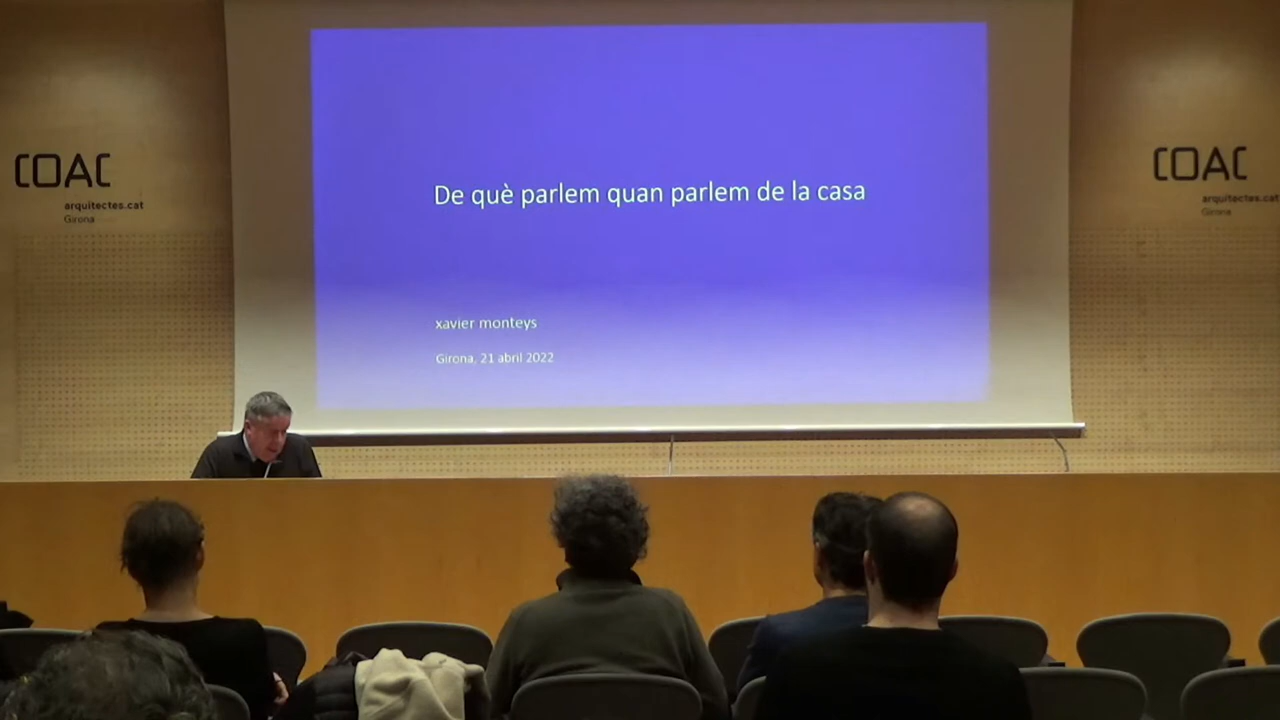 COAC
arquitectes.cat
Girona
De què parlem quan parlem de la casa
xavier monteys
Girona, 21 abril 2022
COAC
arquitectes.cat
Girona